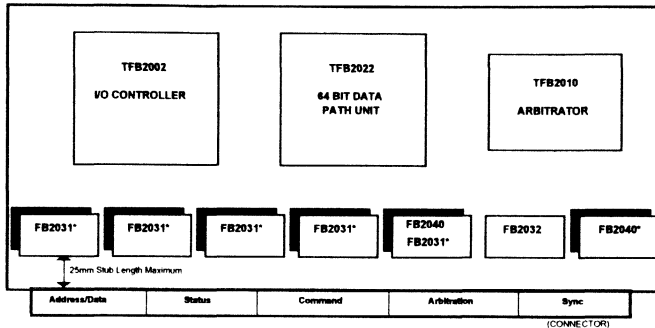 TFB2002
I/O CONTROLLER
TFB2022
64 BIT DATA
PATH UNIT
TFB2010
ARBITRATOR
FB2031*
FB2031*
FB2031*
FB2031*
FB2040
FB2031*
FB2032
FB2040*
25mm Stub Length Maximum
Address/Data
Status
Command
Arbitration
Sync
(CONNECTOR)